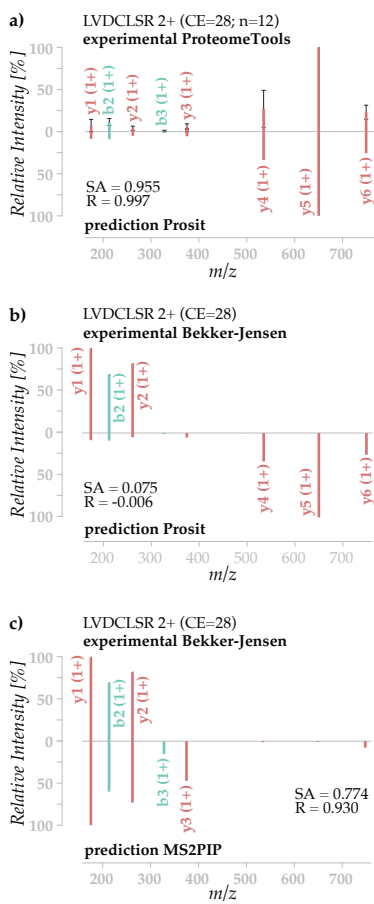 a)
LVDCLSR 2+ (CE=28; n=12)
experimental ProteomeTools
Relative Intensity [%]
100
50
0
50
100
y1 (1+)
b2 (1+)
y2 (1+)
b3 (1+)
y3 (1+)
y4 (1+)
y5 (1+)
y6 (1+)
SA = 0.955
R = 0.997
prediction Prosit
200 300 400 500 600 700
m/z
b)
LVDCLSR 2+ (CE=28)
experimental Bekker-Jensen
Relative Intensity [%]
100
50
0
50
100
y1 (1+)
b2 (1+)
y2 (1+)
y4 (1+)
y5 (1+)
y6 (1+)
SA = 0.075
R = -0.006
prediction Prosit
200 300 400 500 600 700
m/z
c)
LVDCLSR 2+ (CE=28)
experimental Bekker-Jensen
Relative Intensity [%]
100
50
0
50
100
y1 (1+)
b2 (1+)
y2 (1+)
b3 (1+)
y3 (1+)
SA = 0.774
R = 0.930
prediction MS2PIP
200 300 400 500 600 700
m/z